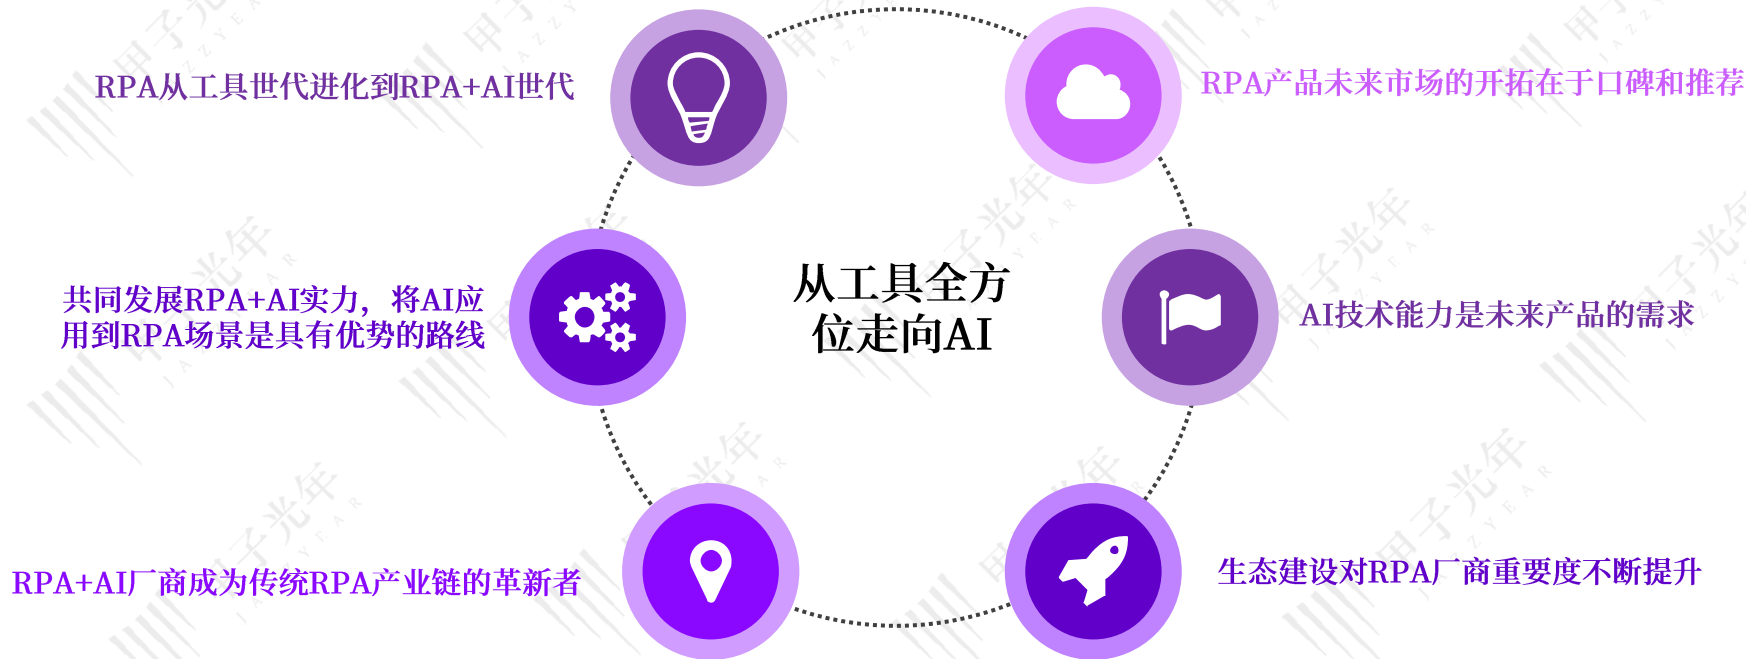 RPA从工具世代进化到RPA+AI世代
RPA产品未来市场的开拓在于口碑和推荐
共同发展RPA+AI实力，将AI应
用到RPA场景是具有优势的路线
从工具全方
位走向AI
AI技术能力是未来产品的需求
RPA+AI厂商成为传统RPA产业链的革新者
生态建设对RPA厂商重要度不断提升
甲子光年
JAZZYEAR